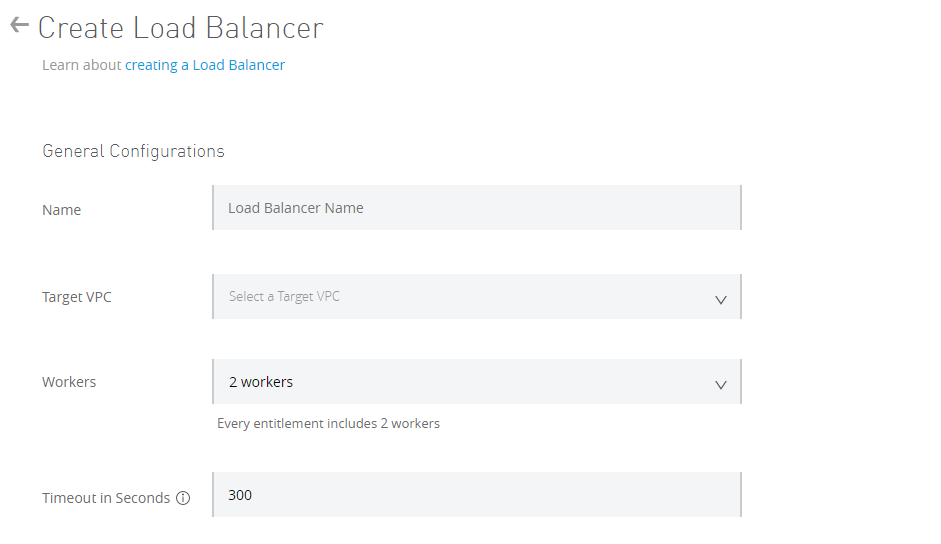 Create Load Balancer
Learn about creating a Load Balancer
General Configurations
Name
Load Balancer Name
Target VPC
Select a Target VPC
Workers
2 workers
Every entitlement includes 2 workers
Timeout in Seconds
300